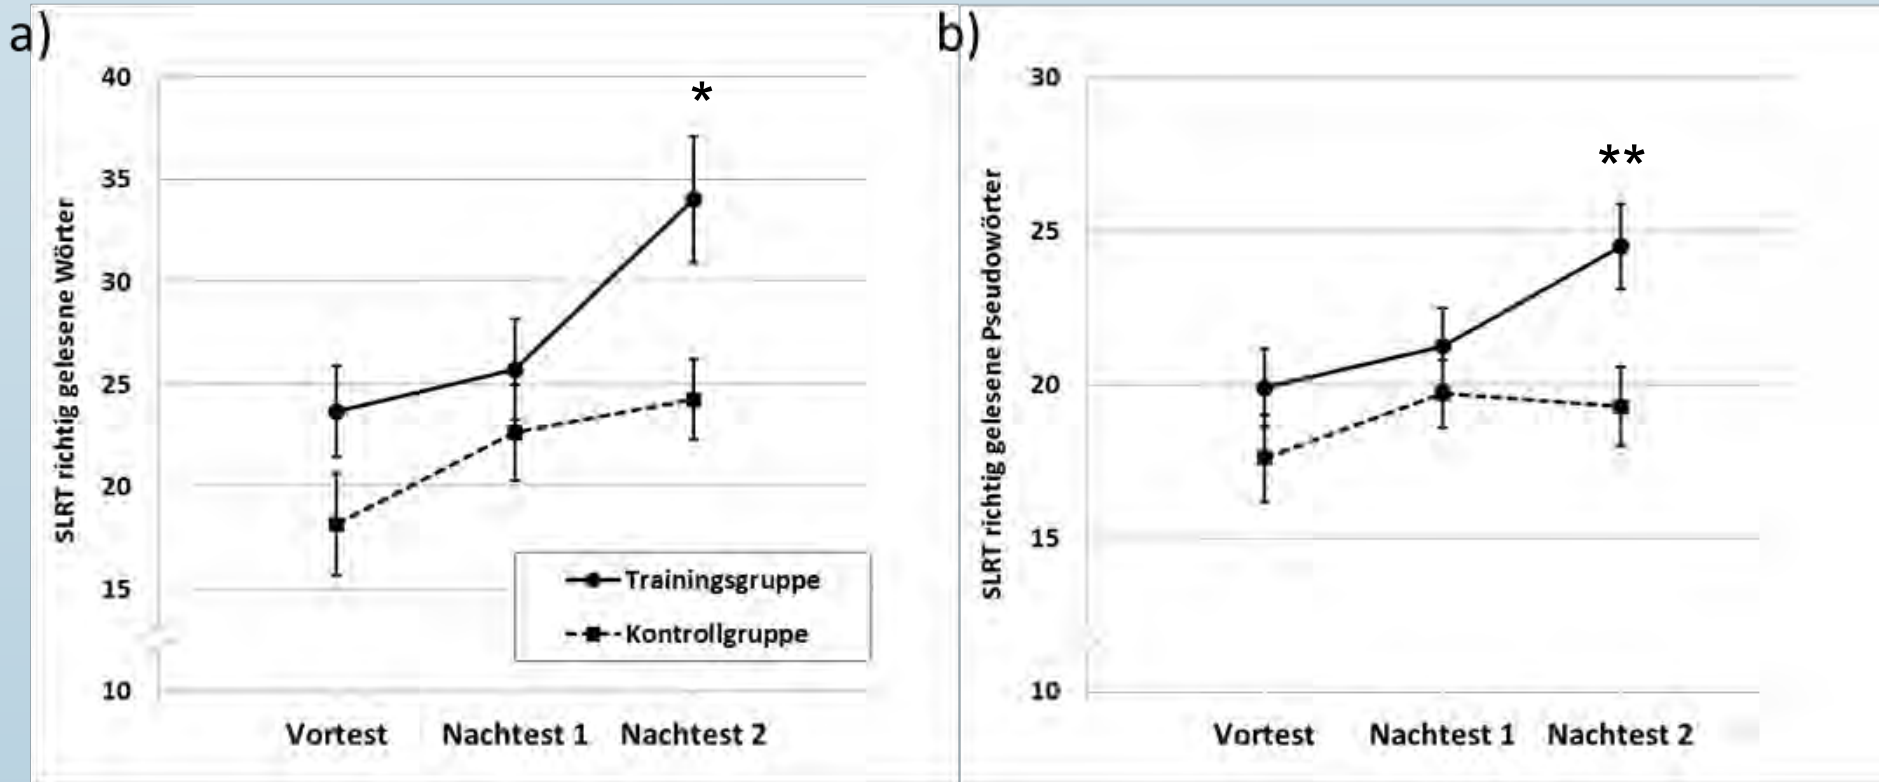 a)
SLRT richtig gelesene Wörter
40
35
30
25
20
15
10
*
Trainingsgruppe
Kontrollgruppe
Vortest Nachtest 1 Nachtest 2
b)
SLRT richtig gelesene Pseudowörter
30
25
20
15
10
**
Vortest Nachtest 1 Nachtest 2